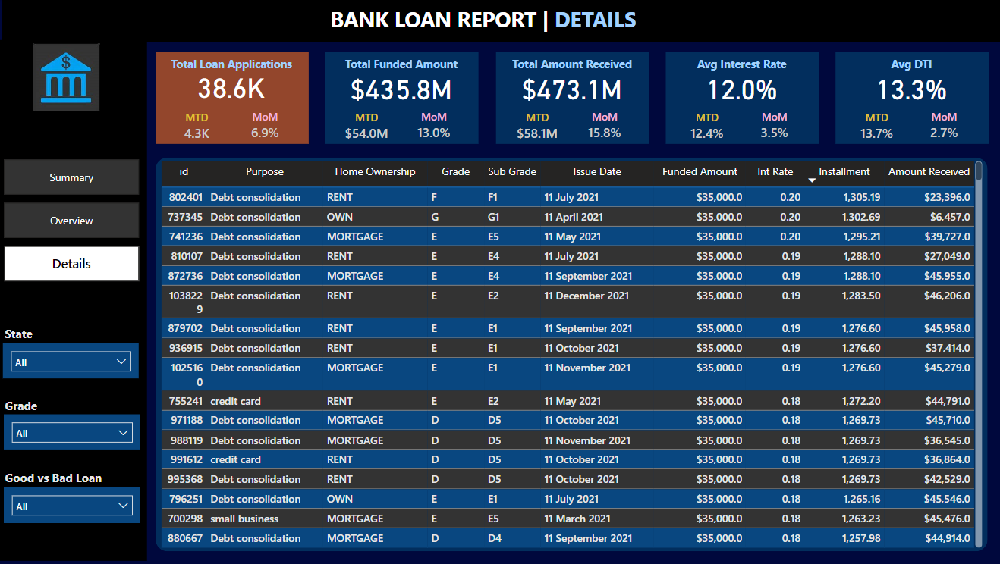 BANK LOAN REPORT | DETAILS
$
Total Loan Applications
38.6K
MTD MoM
4.3K 6.9%
Total Funded Amount
$435.8M
MTD MoM
$54.0M 13.0%
Total Amount Received
$473.1M
MTD MoM
$58.1M 15.8%
Avg Interest Rate
12.0%
MTD MoM
12.4% 3.5%
Avg DTI
13.3%
MTD MoM
13.7% 2.7%
Summary
Overview
Details
State
All
Grade
All
Good vs Bad Loan
All
id Purpose Home Ownership Grade Sub Grade Issue Date Funded Amount Int Rate Installment Amount Received
802401 Debt consolidation RENT F F1 11 July 2021 $35,000.0 0.20 1,305.19 $23,396.0
737345 Debt consolidation OWN G G1 11 April 2021 $35,000.0 0.20 1,302.69 $6,457.0
741236 Debt consolidation MORTGAGE E E5 11 May 2021 $35,000.0 0.20 1,295.21 $39,727.0
810107 Debt consolidation RENT E E4 11 July 2021 $35,000.0 0.19 1,288.10 $27,049.0
872736 Debt consolidation MORTGAGE E E4 11 September 2021 $35,000.0 0.19 1,288.10 $45,955.0
103822 Debt consolidation RENT E E2 11 December 2021 $35,000.0 0.19 1,283.50 $46,206.0
9
879702 Debt consolidation RENT E E1 11 September 2021 $35,000.0 0.19 1,276.60 $45,958.0
936915 Debt consolidation RENT E E1 11 October 2021 $35,000.0 0.19 1,276.60 $37,414.0
102516 Debt consolidation MORTGAGE E E1 11 November 2021 $35,000.0 0.19 1,276.60 $45,279.0
0
755241 credit card RENT E E2 11 May 2021 $35,000.0 0.18 1,272.20 $44,791.0
971188 Debt consolidation MORTGAGE D D5 11 October 2021 $35,000.0 0.18 1,269.73 $45,710.0
988119 Debt consolidation MORTGAGE D D5 11 November 2021 $35,000.0 0.18 1,269.73 $36,545.0
991612 credit card RENT D D5 11 October 2021 $35,000.0 0.18 1,269.73 $36,864.0
995368 Debt consolidation RENT D D5 11 October 2021 $35,000.0 0.18 1,269.73 $42,529.0
796251 Debt consolidation OWN E E1 11 July 2021 $35,000.0 0.18 1,265.16 $45,546.0
700298 small business MORTGAGE E E5 11 March 2021 $35,000.0 0.18 1,263.23 $45,476.0
880667 Debt consolidation MORTGAGE D D4 11 September 2021 $35,000.0 0.18 1,257.98 $44,914.0